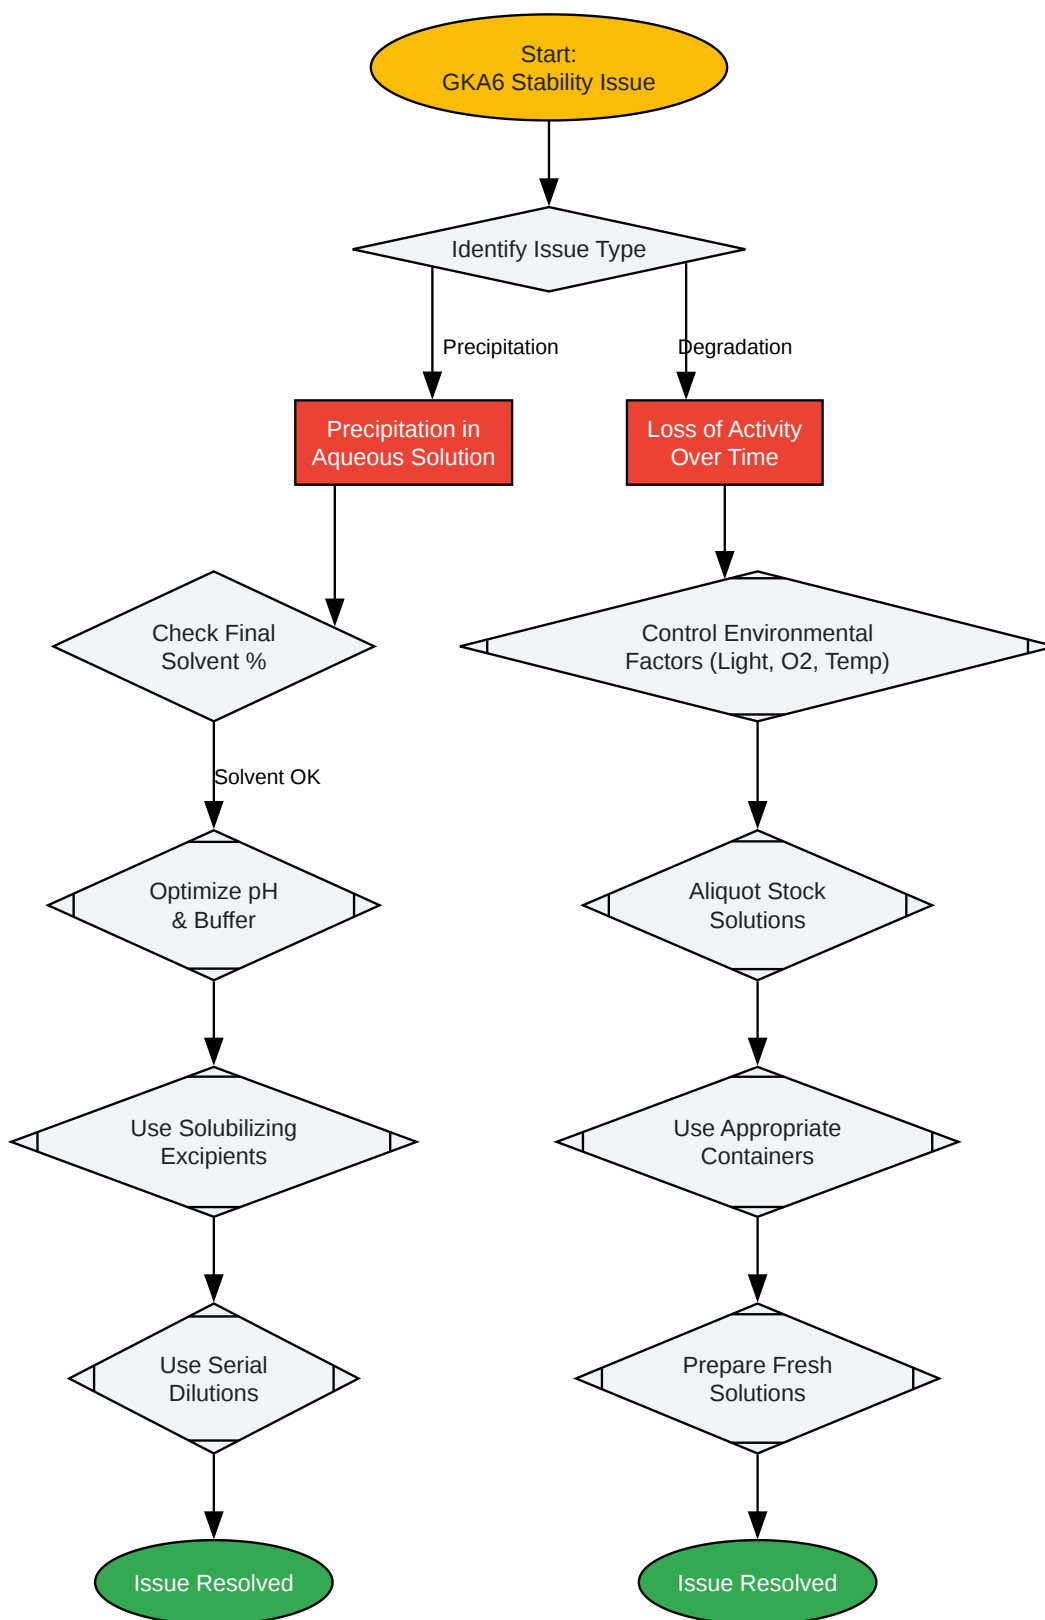 Start:
GKA6 Stability Issue
Identify Issue Type
Precipitation
Degradation
Precipitation in
Aqueous Solution
Loss of Activity
Over Time
Check Final
Solvent %
Control Environmental
Factors (Light, O2, Temp)
Solvent OK
Optimize pH
& Buffer
Aliquot Stock
Solutions
Use Solubilizing
Excipients
Use Appropriate
Containers
Use Serial
Dilutions
Prepare Fresh
Solutions
Issue Resolved
Issue Resolved